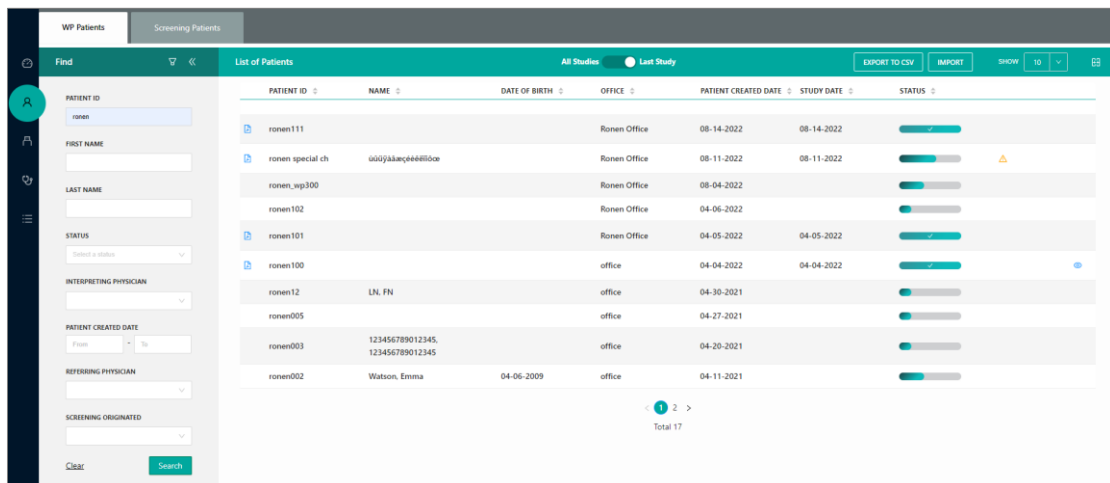 WP Patients Screening Patients
Find
PATIENT ID
ronen
FIRST NAME
LAST NAME
STATUS
Select a status
INTERPRETING PHYSICIAN
PATIENT CREATED DATE
From - To
REFERRING PHYSICIAN
SCREENING ORIGINATED
Clear Search
List of Patients All Studies Last Study EXPORT TO CSV IMPORT SHOW 10
PATIENT ID NAME DATE OF BIRTH OFFICE PATIENT CREATED DATE STUDY DATE STATUS
ronen111 Ronen Office 08-14-2022 08-14-2022
ronen special ch Ronen Office 08-11-2022 08-11-2022
ronen_wp300 Ronen Office 08-04-2022
ronen102 Ronen Office 04-06-2022
ronen101 Ronen Office 04-05-2022 04-05-2022
ronen100 office 04-04-2022 04-04-2022
ronen12 LN, FN office 04-30-2021
ronen005 office 04-27-2021
ronen003 123456789012345, office 04-20-2021
123456789012345
ronen002 Watson, Emma 04-06-2009 office 04-11-2021
< 1 2 >
Total 17